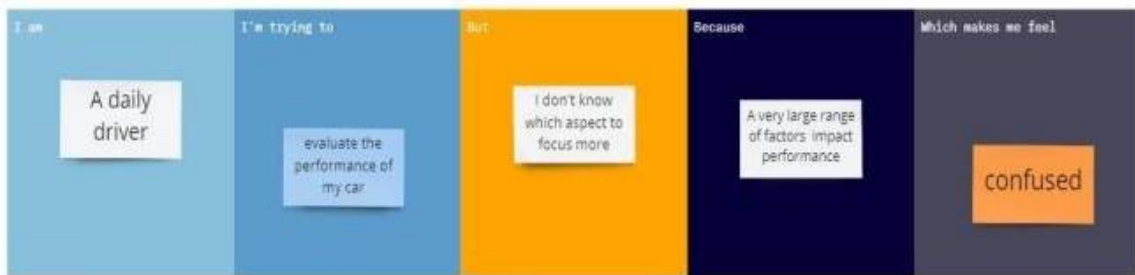 I am
A daily
driver
I'm trying to
evaluate the
performance of
my car
But
I don't know
which aspect to
focus more
Because
A very large range
of factors impact
performance
Which makes me feel
confused